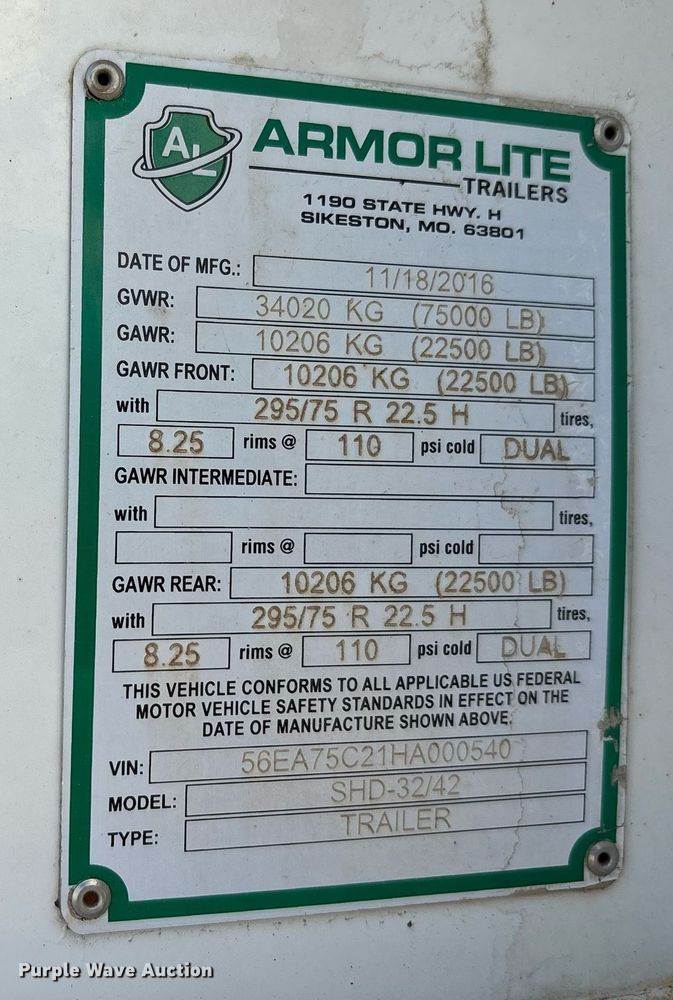 AL
ARMOR LITE
TRAILERS
1190 STATE HWY. H
SIKESTON, MO. 63801
DATE OF MFG.: 11/18/2016
GVWR: 34020 KG (75000 LB)
GAWR: 10206 KG (22500 LB)
GAWR FRONT: 10206 KG (22500 LB)
with 295/75 R 22.5 H tires,
8.25 rims @ 110 psi cold DUAL
GAWR INTERMEDIATE:
with tires,
rims @ psi cold
GAWR REAR: 10206 KG (22500 LB)
with 295/75 R 22.5 H tires,
8.25 rims @ 110 psi cold DUAL
THIS VEHICLE CONFORMS TO ALL APPLICABLE US FEDERAL
MOTOR VEHICLE SAFETY STANDARDS IN EFFECT ON THE
DATE OF MANUFACTURE SHOWN ABOVE.
VIN: 56EA75C21HA000540
MODEL: SHD-32/42
TYPE: TRAILER
Purple Wave Auction